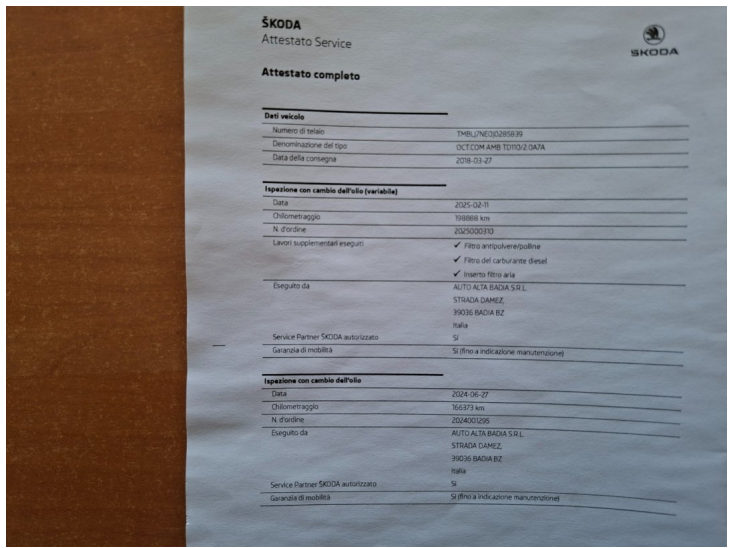 ŠKODA
Attestato Service
SKODA
Attestato completo
Dati veicolo
Numero di telaio TMBLJ7NE0J0285839
Denominazione del tipo OCT.COM AMB TD110/2.0A7A
Data della consegna 2018-03-27
Ispezione con cambio dell'olio (variabile)
Data 2025-02-11
Chilometraggio 198888 km
N. d'ordine 2025000310
Lavori supplementari eseguiti ✓ Filtro antipolvere/polline
✓ Filtro del carburante diesel
✓ Inserto filtro aria
Eseguito da AUTO ALTA BADIA S.R.L.
STRADA DAMEZ,
39036 BADIA BZ
Italia
Service Partner ŠKODA autorizzato Sì
Garanzia di mobilità Sì (fino a indicazione manutenzione)
Ispezione con cambio dell'olio
Data 2024-06-27
Chilometraggio 166373 km
N. d'ordine 2024001295
Eseguito da AUTO ALTA BADIA S.R.L.
STRADA DAMEZ,
39036 BADIA BZ
Italia
Service Partner ŠKODA autorizzato Sì
Garanzia di mobilità Sì (fino a indicazione manutenzione)